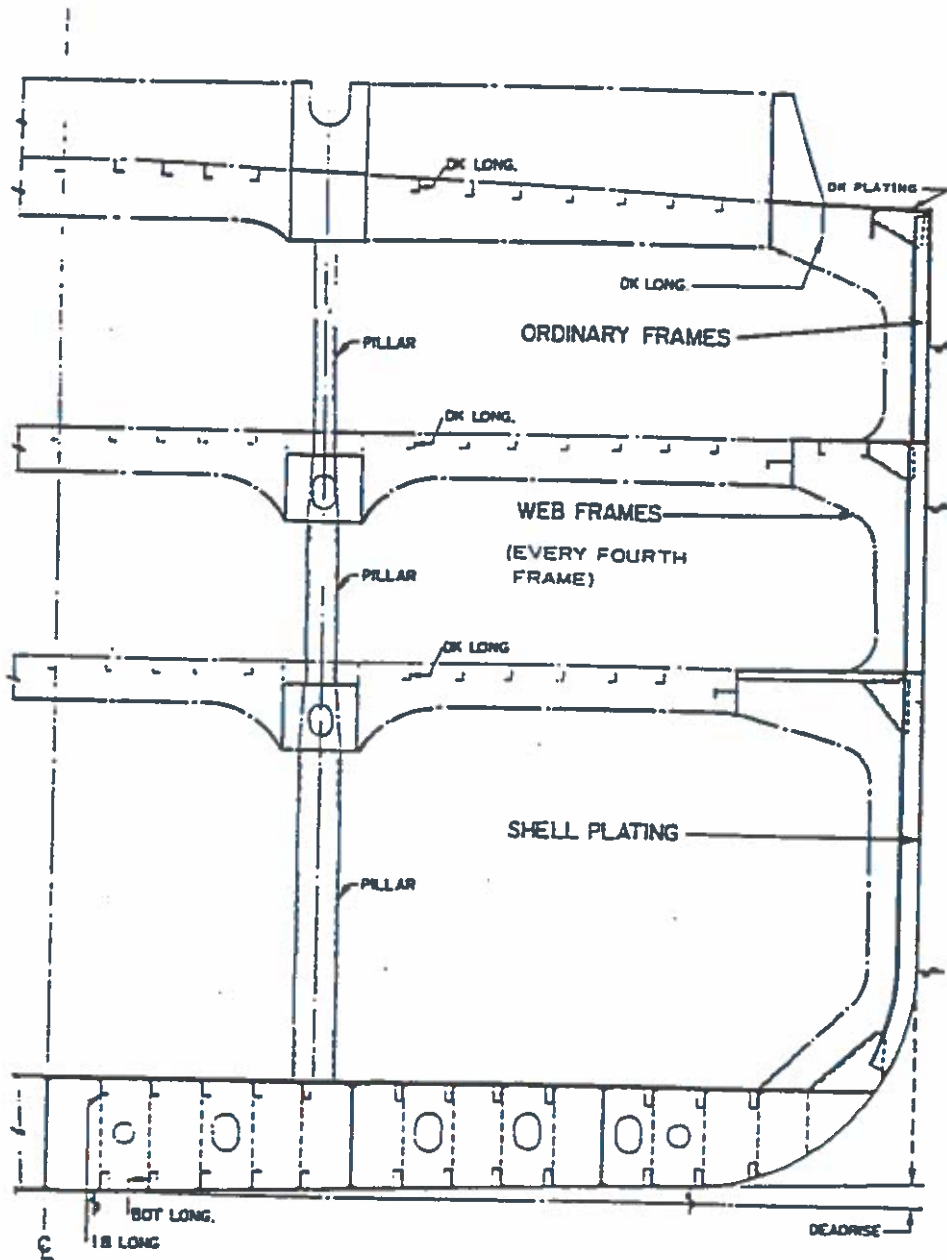 DK LONG.
DK PLATING
DK LONG.
ORDINARY FRAMES
PILLAR
DK LONG.
WEB FRAMES
(EVERY FOURTH
FRAME)
PILLAR
DK LONG
SHELL PLATING
PILLAR
BOT LONG.
IB LONG
DEADRISE
℄